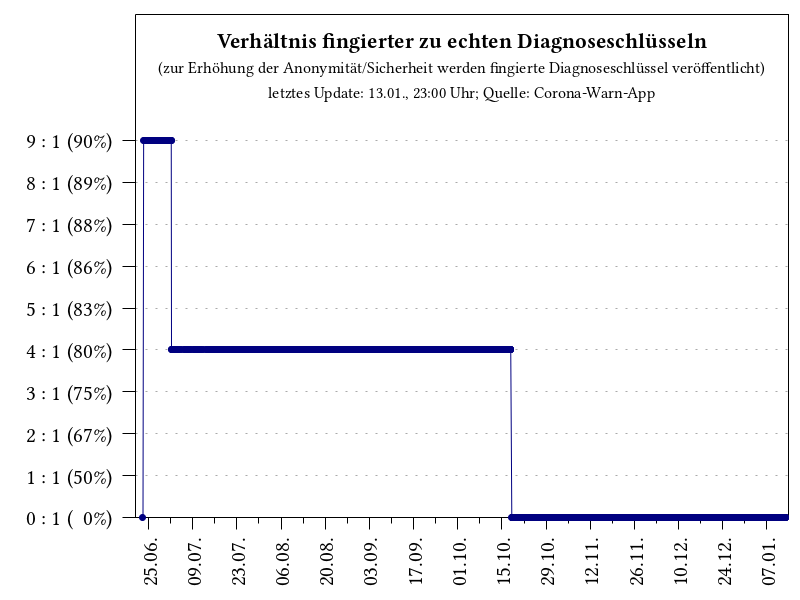 Verhältnis fingierter zu echten Diagnoseschlüsseln
(zur Erhöhung der Anonymität/Sicherheit werden fingierte Diagnoseschlüssel veröffentlicht)
letztes Update: 13.01., 23:00 Uhr; Quelle: Corona-Warn-App
9 : 1 (90%)
8 : 1 (89%)
7 : 1 (88%)
6 : 1 (86%)
5 : 1 (83%)
4 : 1 (80%)
3 : 1 (75%)
2 : 1 (67%)
1 : 1 (50%)
0 : 1 ( 0%)
25.06.
09.07.
23.07.
06.08.
20.08.
03.09.
17.09.
01.10.
15.10.
29.10.
12.11.
26.11.
10.12.
24.12.
07.01.